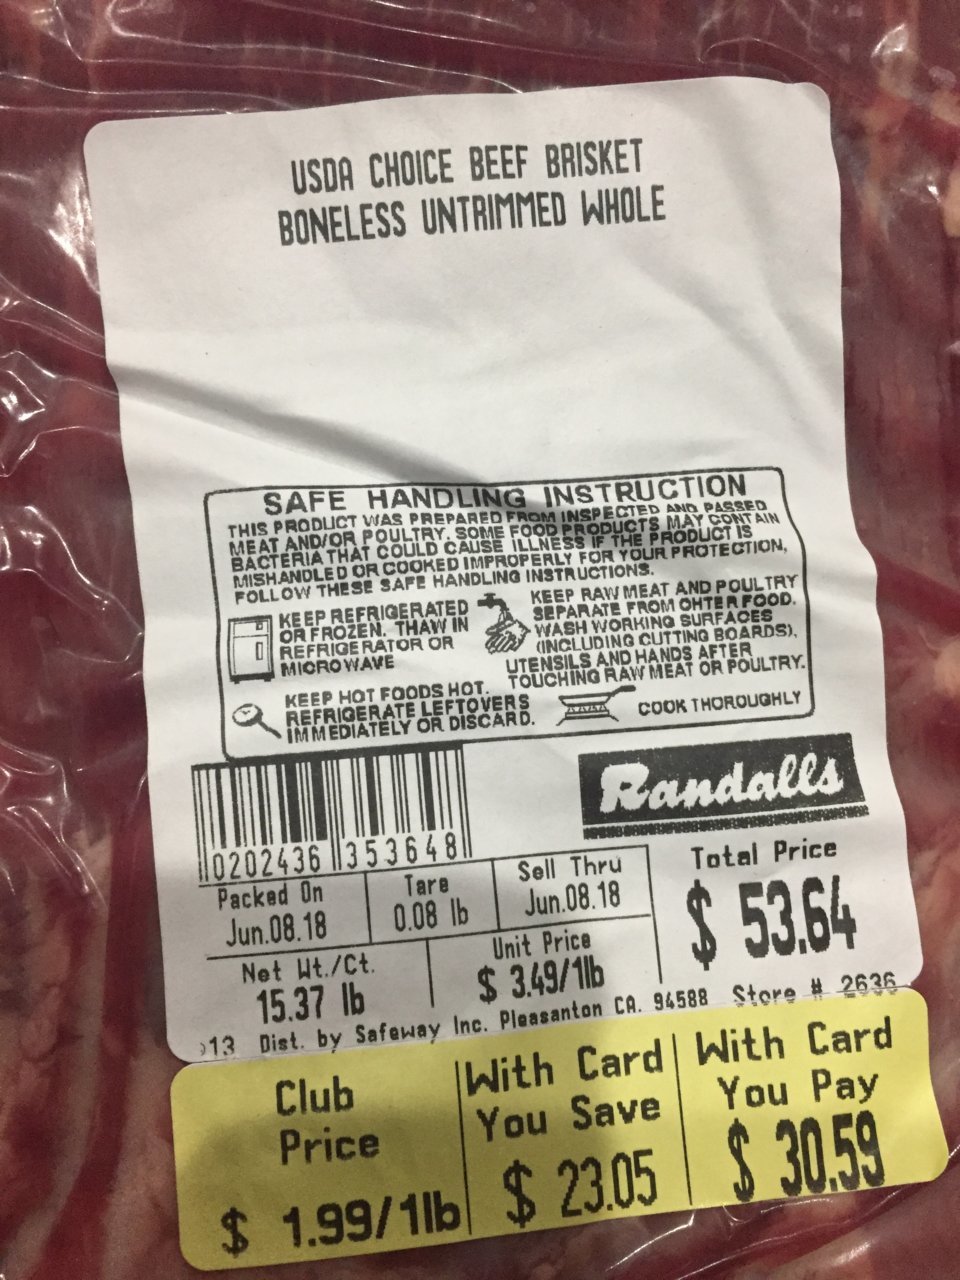 USDA CHOICE BEEF BRISKET
BONELESS UNTRIMMED WHOLE
SAFE HANDLING INSTRUCTION
THIS PRODUCT WAS PREPARED FROM INSPECTED AND PASSED
MEAT AND/OR POULTRY. SOME FOOD PRODUCTS MAY CONTAIN
BACTERIA THAT COULD CAUSE ILLNESS IF THE PRODUCT IS
MISHANDLED OR COOKED IMPROPERLY FOR YOUR PROTECTION,
FOLLOW THESE SAFE HANDLING INSTRUCTIONS.
KEEP REFRIGERATED
OR FROZEN. THAW IN
REFRIGERATOR OR
MICROWAVE
KEEP RAW MEAT AND POULTRY
SEPARATE FROM OHTER FOOD.
WASH WORKING SURFACES
(INCLUDING CUTTING BOARDS),
UTENSILS AND HANDS AFTER
TOUCHING RAW MEAT OR POULTRY.
KEEP HOT FOODS HOT.
REFRIGERATE LEFTOVERS
IMMEDIATELY OR DISCARD.
COOK THOROUGHLY
Randalls
0202436 353648
Packed On
Jun.08.18
Tare
0.08 lb
Sell Thru
Jun.08.18
Total Price
$ 53.64
Net Wt./Ct.
15.37 lb
Unit Price
$ 3.49/1lb
13 Dist. by Safeway Inc. Pleasanton CA. 94588 Store # 2636
Club
Price
$ 1.99/1lb
With Card
You Save
$ 23.05
With Card
You Pay
$ 30.59